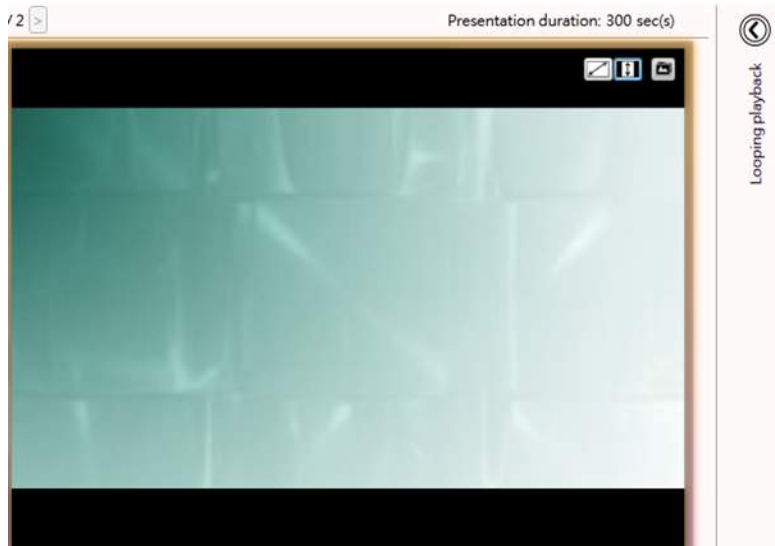 / 2 >
Presentation duration: 300 sec(s)
Looping playback